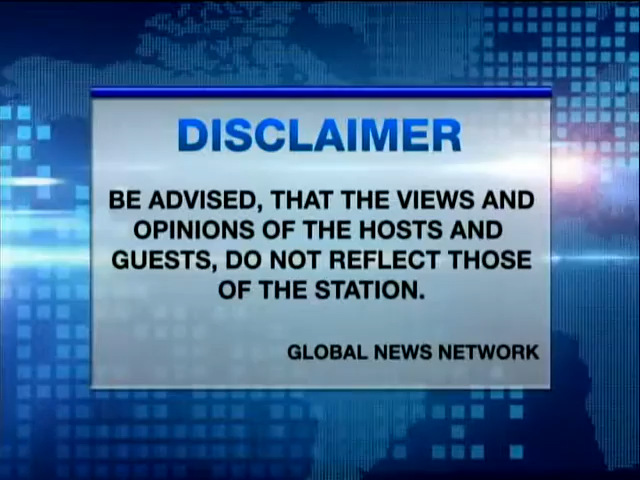 DISCLAIMER
BE ADVISED, THAT THE VIEWS AND
OPINIONS OF THE HOSTS AND
GUESTS, DO NOT REFLECT THOSE
OF THE STATION.
GLOBAL NEWS NETWORK